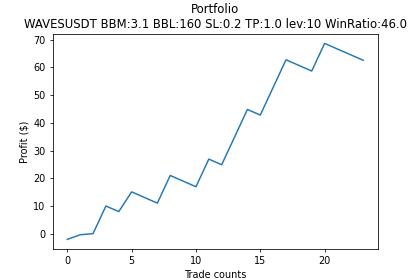 Portfolio
WAVESUSDT BBM:3.1 BBL:160 SL:0.2 TP:1.0 lev:10 WinRatio:46.0
70
60
50
40
30
20
10
0
Profit ($)
0 5 10 15 20
Trade counts